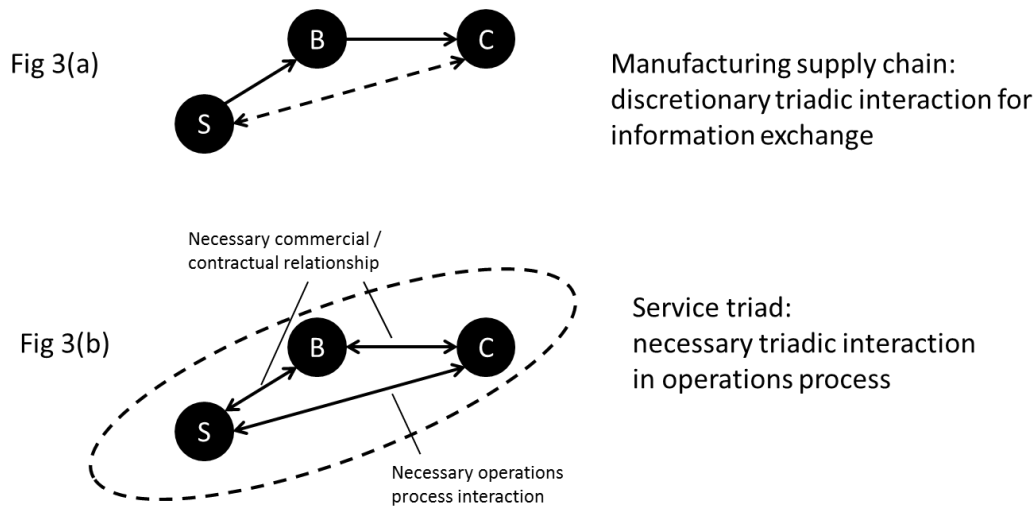 B
C
Fig 3(a)
S
Manufacturing supply chain:
discretionary triadic interaction for
information exchange
Necessary commercial /
contractual relationship
Fig 3(b)
B
C
S
Service triad:
necessary triadic interaction
in operations process
Necessary operations
process interaction